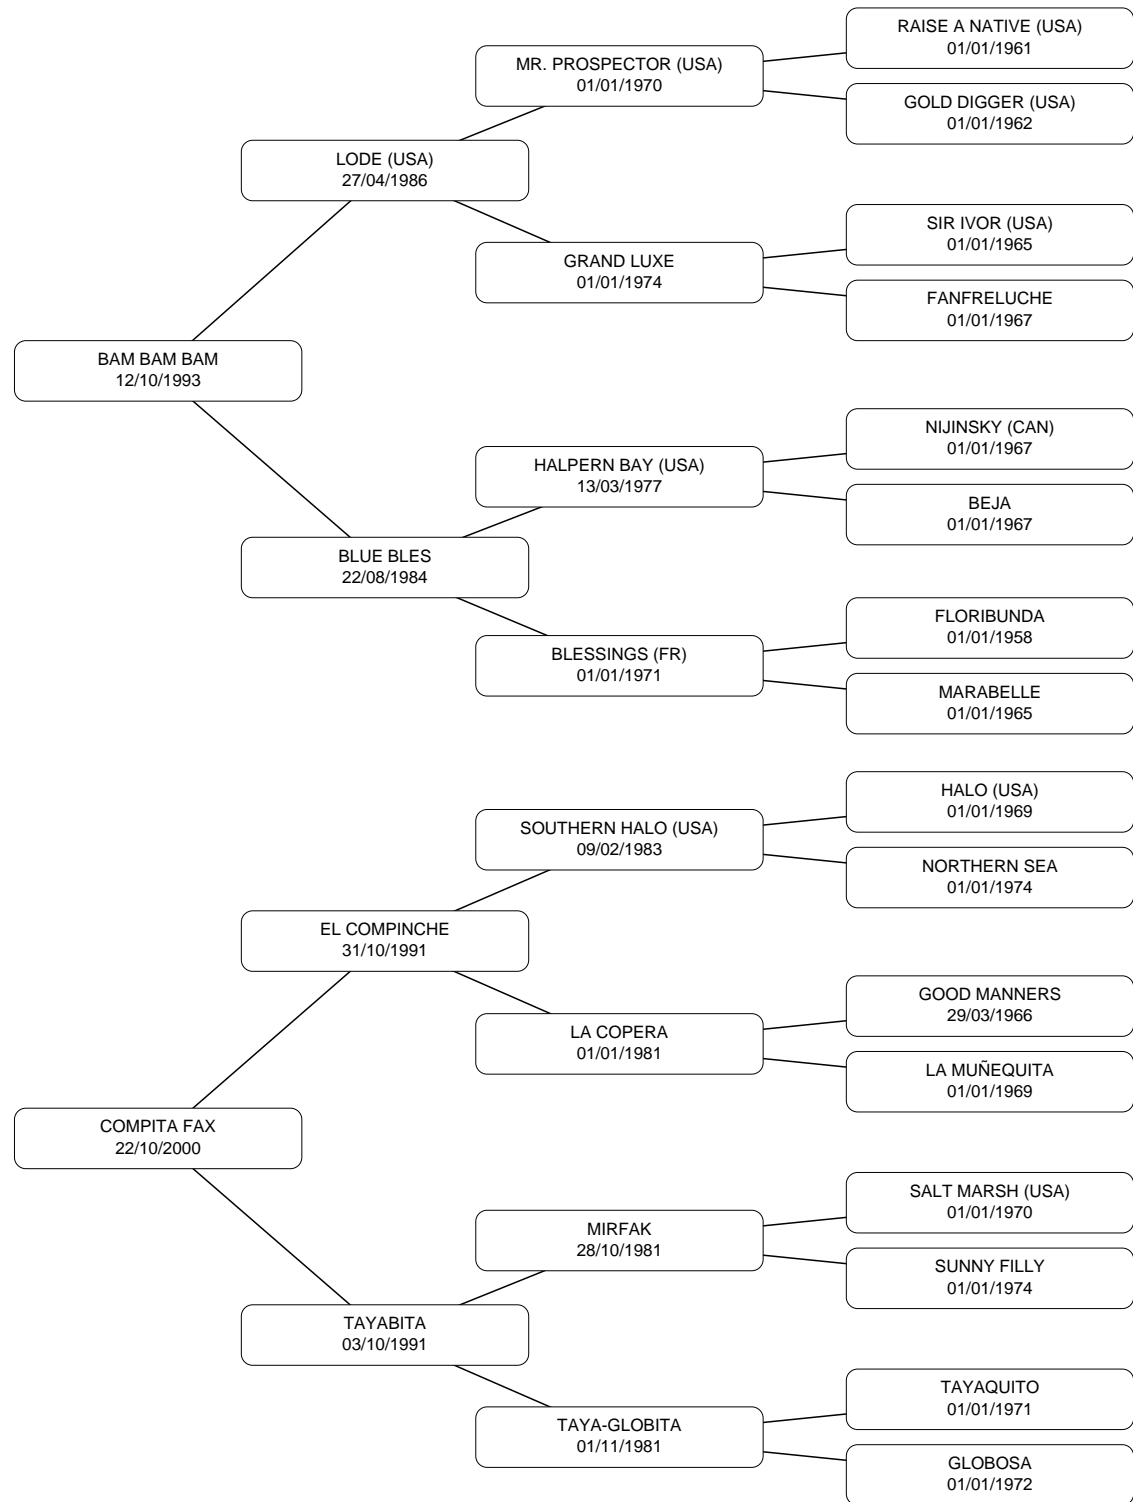 RAISE A NATIVE (USA)
01/01/1961
MR. PROSPECTOR (USA)
01/01/1970
GOLD DIGGER (USA)
01/01/1962
LODE (USA)
27/04/1986
SIR IVOR (USA)
01/01/1965
GRAND LUXE
01/01/1974
FANFRELUCHE
01/01/1967
BAM BAM BAM
12/10/1993
NIJINSKY (CAN)
01/01/1967
HALPERN BAY (USA)
13/03/1977
BEJA
01/01/1967
BLUE BLES
22/08/1984
FLORIBUNDA
01/01/1958
BLESSINGS (FR)
01/01/1971
MARABELLE
01/01/1965
HALO (USA)
01/01/1969
SOUTHERN HALO (USA)
09/02/1983
NORTHERN SEA
01/01/1974
EL COMPINCHE
31/10/1991
GOOD MANNERS
29/03/1966
LA COPERA
01/01/1981
LA MUÑEQUITA
01/01/1969
COMPITA FAX
22/10/2000
SALT MARSH (USA)
01/01/1970
MIRFAK
28/10/1981
SUNNY FILLY
01/01/1974
TAYABITA
03/10/1991
TAYAQUITO
01/01/1971
TAYA-GLOBITA
01/11/1981
GLOBOSA
01/01/1972